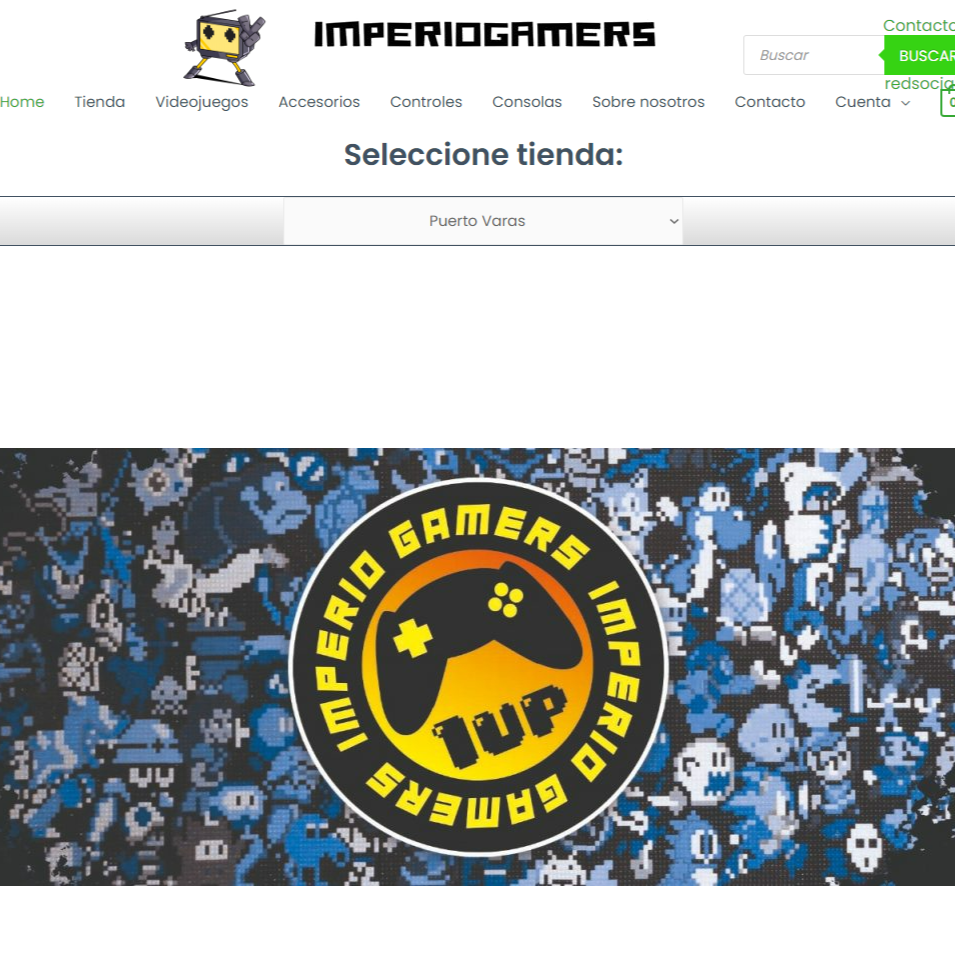 IMPERIOGAMERS
Contacto
Buscar
BUSCAR
redsocia
Home Tienda Videojuegos Accesorios Controles Consolas Sobre nosotros Contacto Cuenta
Seleccione tienda:
Puerto Varas
IMPERIO GAMERS IMPERIO GAMERS
1UP